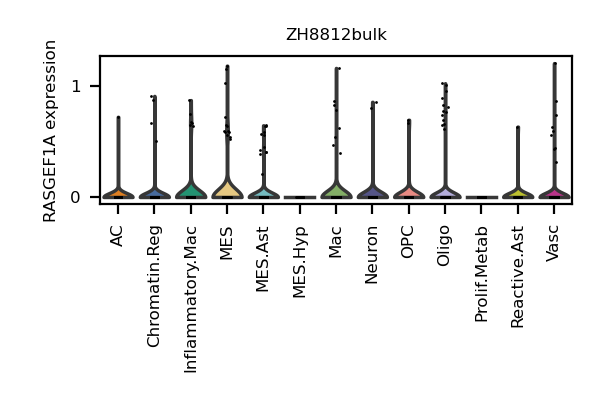 ZH8812bulk
RASGEF1A expression
1
0
AC
Chromatin.Reg
Inflammatory.Mac
MES
MES.Ast
MES.Hyp
Mac
Neuron
OPC
Oligo
Prolif.Metab
Reactive.Ast
Vasc